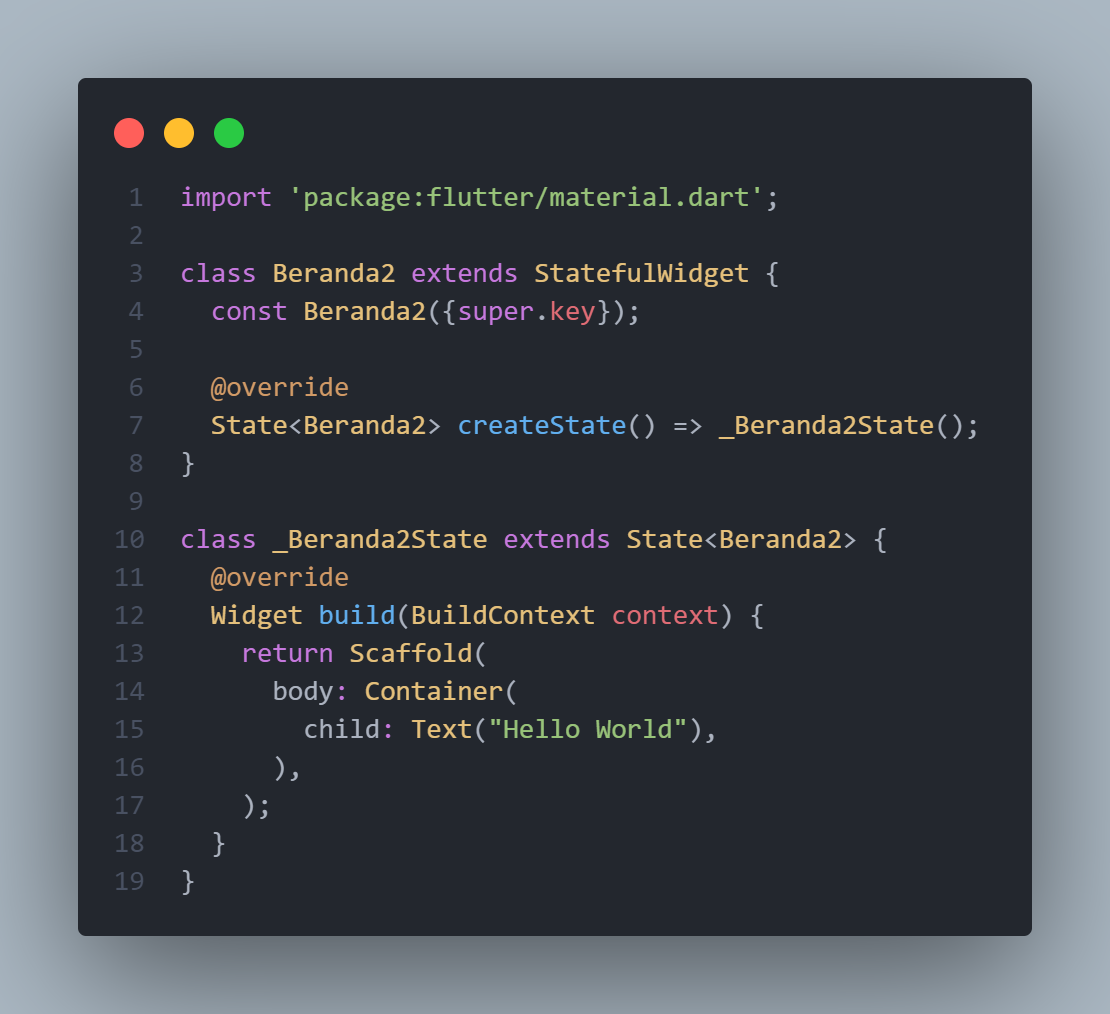 1 import 'package:flutter/material.dart';
2
3 class Beranda2 extends StatefulWidget {
4   const Beranda2({super.key});
5
6   @override
7   State<Beranda2> createState() => _Beranda2State();
8 }
9
10 class _Beranda2State extends State<Beranda2> {
11   @override
12   Widget build(BuildContext context) {
13     return Scaffold(
14       body: Container(
15         child: Text("Hello World"),
16       ),
17     );
18   }
19 }